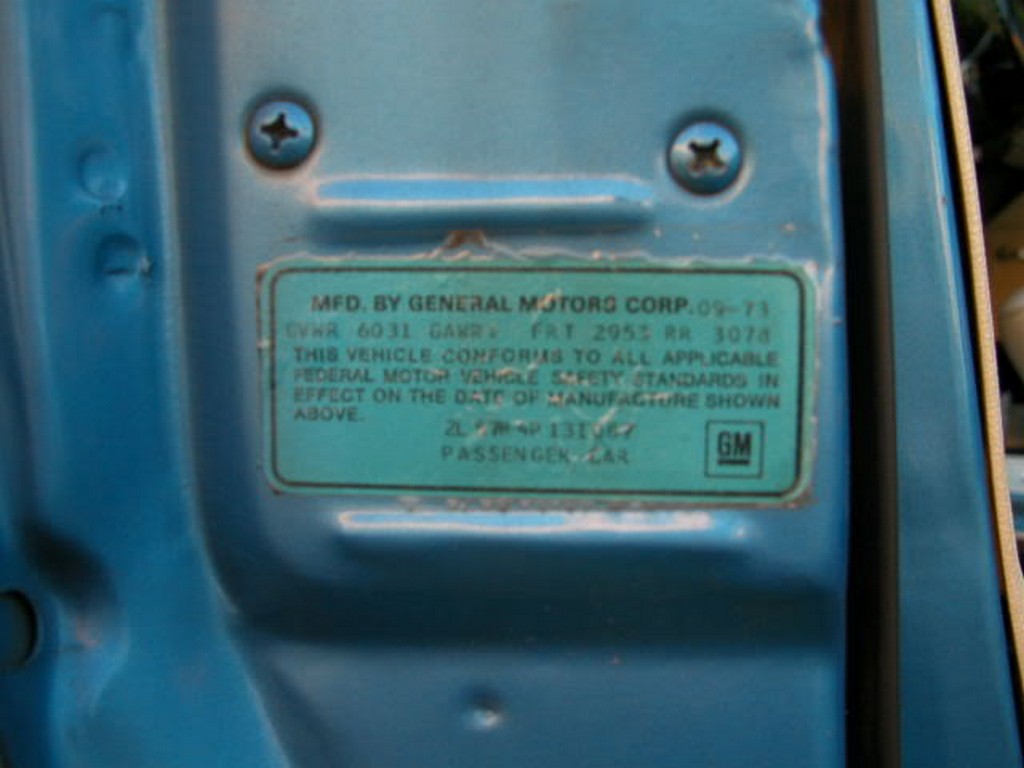 MFD. BY GENERAL MOTORS CORP. 09-73
GVWR 6031 GAWR: FRT 2953 RR 3078
THIS VEHICLE CONFORMS TO ALL APPLICABLE
FEDERAL MOTOR VEHICLE SAFETY STANDARDS IN
EFFECT ON THE DATE OF MANUFACTURE SHOWN
ABOVE.
PASSENGER CAR
GM